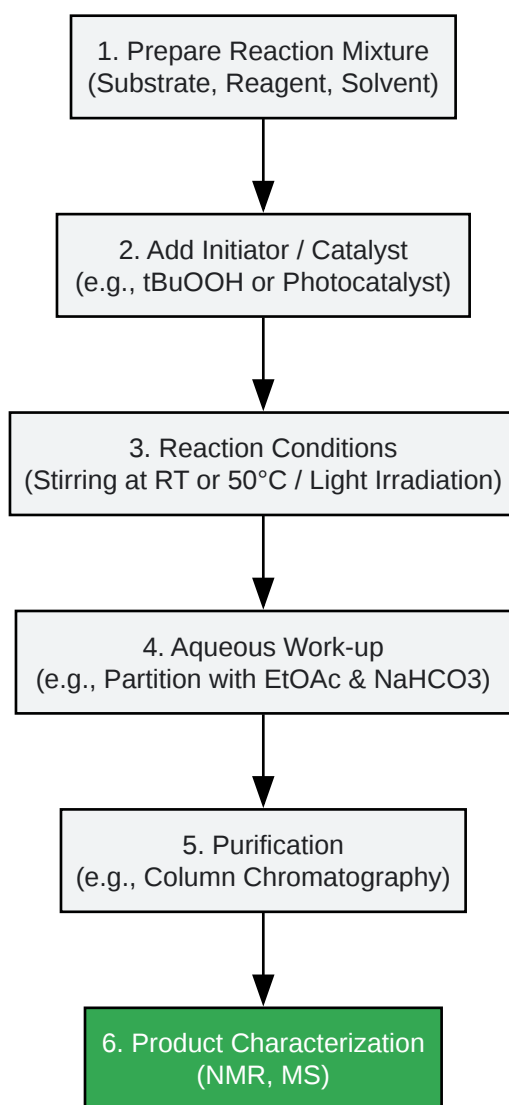 1. Prepare Reaction Mixture
(Substrate, Reagent, Solvent)
2. Add Initiator / Catalyst
(e.g., tBuOOH or Photocatalyst)
3. Reaction Conditions
(Stirring at RT or 50°C / Light Irradiation)
4. Aqueous Work-up
(e.g., Partition with EtOAc & NaHCO3)
5. Purification
(e.g., Column Chromatography)
6. Product Characterization
(NMR, MS)